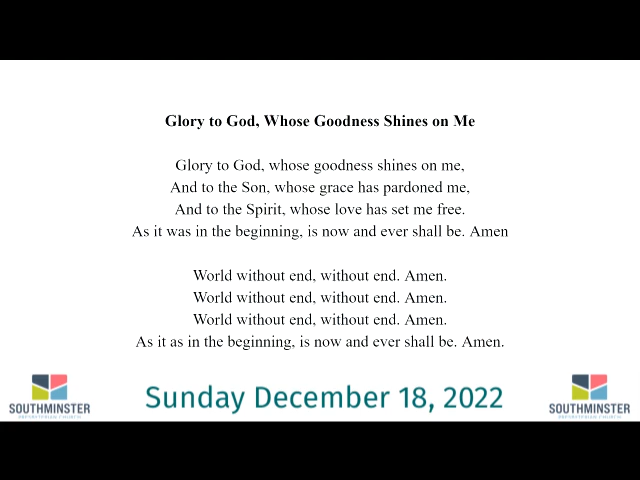 Glory to God, Whose Goodness Shines on Me
Glory to God, whose goodness shines on me,
And to the Son, whose grace has pardoned me,
And to the Spirit, whose love has set me free.
As it was in the beginning, is now and ever shall be. Amen
World without end, without end. Amen.
World without end, without end. Amen.
World without end, without end. Amen.
As it as in the beginning, is now and ever shall be. Amen.
SOUTHMINSTER
PRESBYTERIAN CHURCH
Sunday December 18, 2022
SOUTHMINSTER
PRESBYTERIAN CHURCH